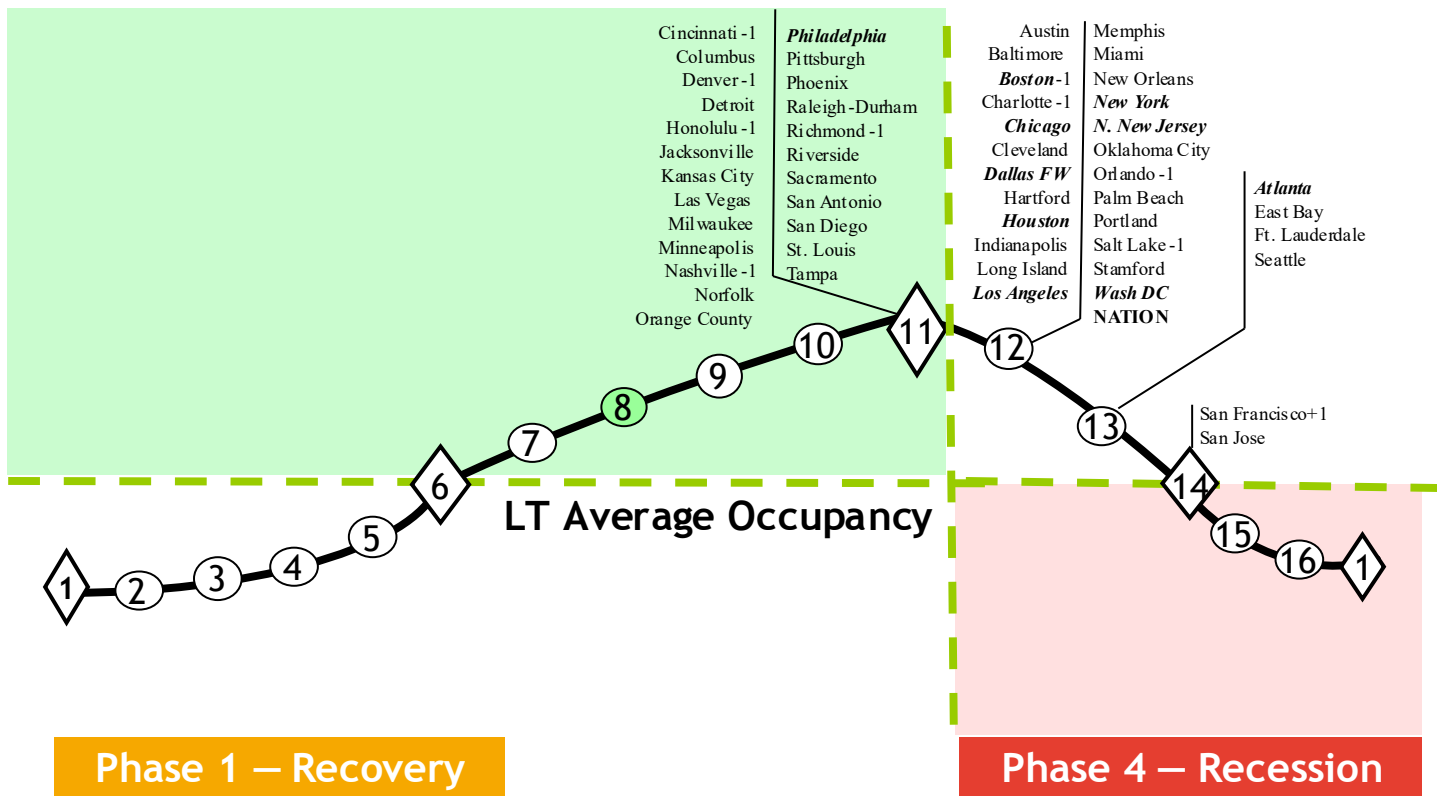 Cincinnati -1
Columbus
Denver -1
Detroit
Honolulu -1
Jacksonville
Kansas City
Las Vegas
Milwaukee
Minneapolis
Nashville -1
Norfolk
Orange County
Philadelphia
Pittsburgh
Phoenix
Raleigh -Durham
Richmond -1
Riverside
Sacramento
San Antonio
San Diego
St. Louis
Tampa
Austin
Baltimore
Boston-1
Charlotte -1
Chicago
Cleveland
Dallas FW
Hartford
Houston
Indianapolis
Long Island
Los Angeles
Memphis
Miami
New Orleans
New York
N. New Jersey
Oklahoma City
Orlando -1
Palm Beach
Portland
Salt Lake -1
Stamford
Wash DC
NATION
Atlanta
East Bay
Ft. Lauderdale
Seattle
San Francisco+1
San Jose
1
2
3
4
5
6
7
8
9
10
11
12
13
14
15
16
1
LT Average Occupancy
Phase 1 — Recovery
Phase 4 — Recession